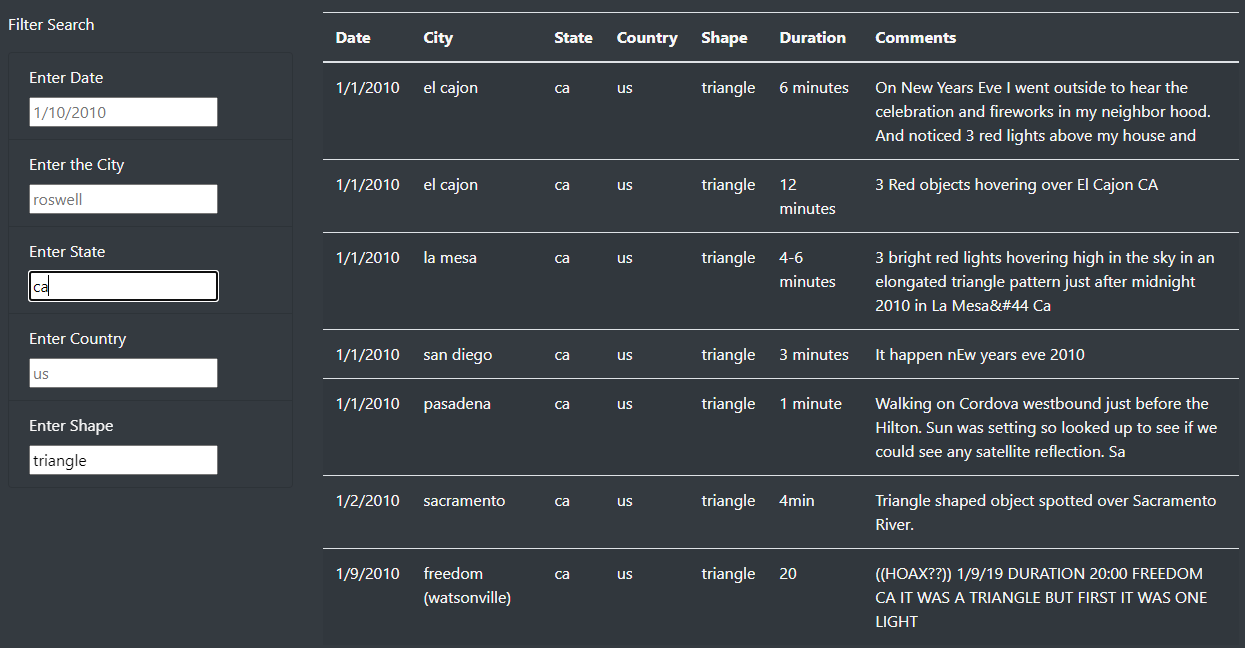 Filter Search
Enter Date
1/10/2010
Enter the City
roswell
Enter State
ca
Enter Country
us
Enter Shape
triangle
Date City State Country Shape Duration Comments
1/1/2010 el cajon ca us triangle 6 minutes On New Years Eve I went outside to hear the
celebration and fireworks in my neighbor hood.
And noticed 3 red lights above my house and
1/1/2010 el cajon ca us triangle 12 3 Red objects hovering over El Cajon CA
minutes
1/1/2010 la mesa ca us triangle 4-6 3 bright red lights hovering high in the sky in an
minutes elongated triangle pattern just after midnight
2010 in La Mesa&#44 Ca
1/1/2010 san diego ca us triangle 3 minutes It happen nEw years eve 2010
1/1/2010 pasadena ca us triangle 1 minute Walking on Cordova westbound just before the
Hilton. Sun was setting so looked up to see if we
could see any satellite reflection. Sa
1/2/2010 sacramento ca us triangle 4min Triangle shaped object spotted over Sacramento
River.
1/9/2010 freedom ca us triangle 20 ((HOAX??)) 1/9/19 DURATION 20:00 FREEDOM
(watsonville) CA IT WAS A TRIANGLE BUT FIRST IT WAS ONE
LIGHT